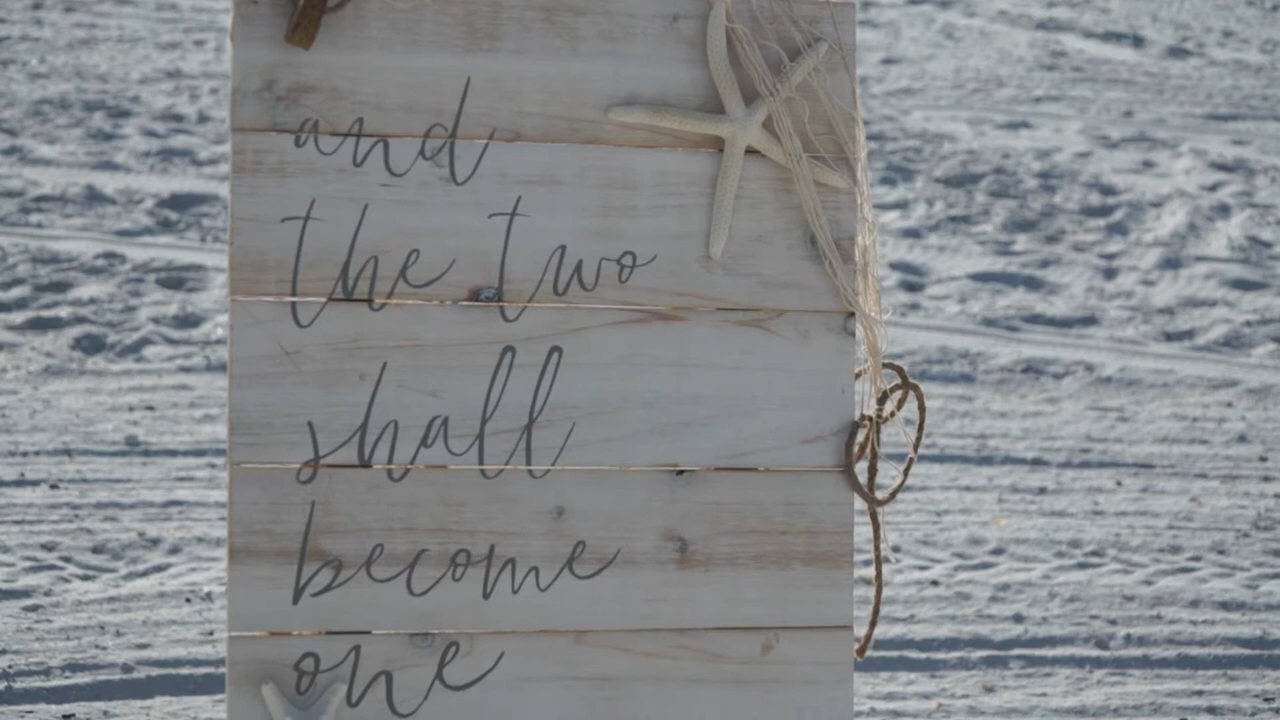 and
the two
shall
become
one